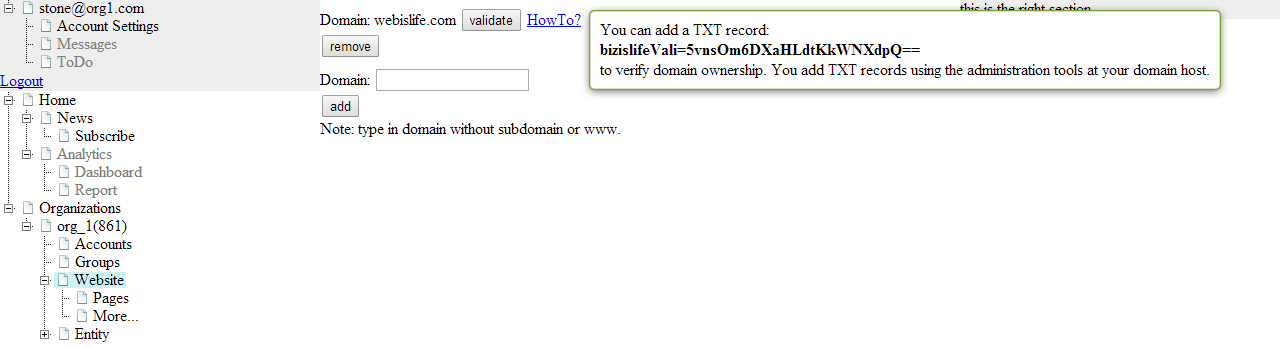 stone@org1.com
Account Settings
Messages
ToDo
Logout
Home
News
Subscribe
Analytics
Dashboard
Report
Organizations
org_1(861)
Accounts
Groups
Website
Pages
More...
Entity
Domain: webislife.com validate HowTo?
remove
Domain:
add
Note: type in domain without subdomain or www.
this is the right section
You can add a TXT record:
bizislifeVali=5vnsOm6DXaHLdtKkWNXdpQ==
to verify domain ownership. You add TXT records using the administration tools at your domain host.